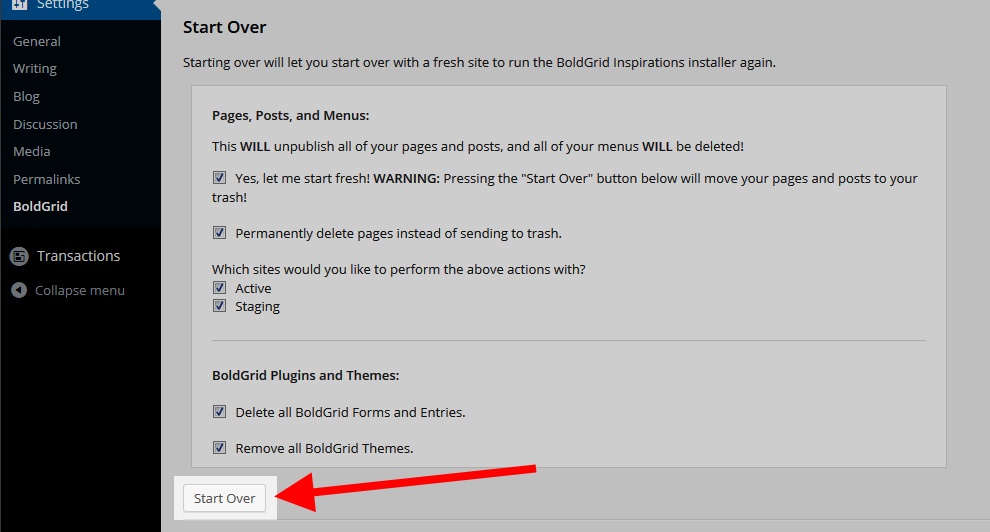 Settings
General
Writing
Blog
Discussion
Media
Permalinks
BoldGrid
Transactions
Collapse menu
Start Over
Starting over will let you start over with a fresh site to run the BoldGrid Inspirations installer again.
Pages, Posts, and Menus:
This WILL unpublish all of your pages and posts, and all of your menus WILL be deleted!
Yes, let me start fresh! WARNING: Pressing the "Start Over" button below will move your pages and posts to your
trash!
Permanently delete pages instead of sending to trash.
Which sites would you like to perform the above actions with?
Active
Staging
BoldGrid Plugins and Themes:
Delete all BoldGrid Forms and Entries.
Remove all BoldGrid Themes.
Start Over